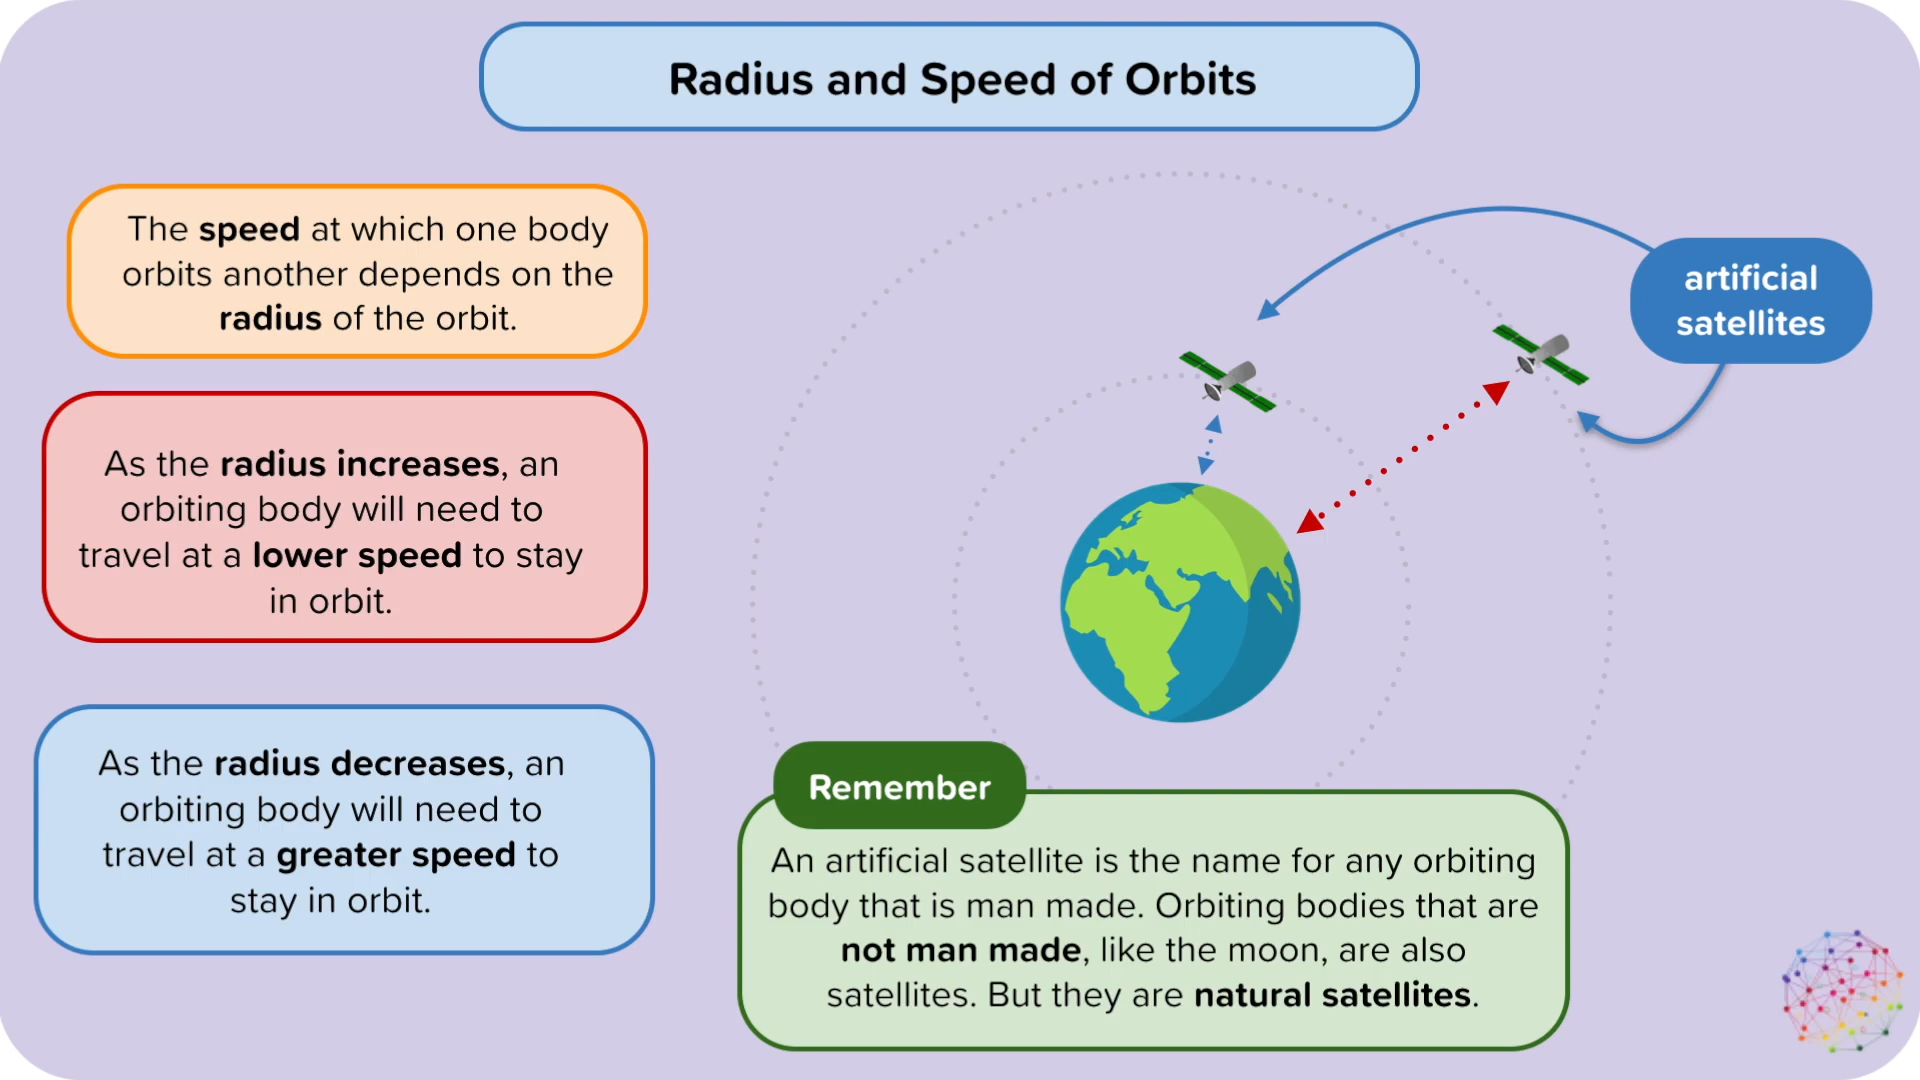 Radius and Speed of Orbits
The speed at which one body
orbits another depends on the
radius of the orbit.
As the radius increases, an
orbiting body will need to
travel at a lower speed to stay
in orbit.
As the radius decreases, an
orbiting body will need to
travel at a greater speed to
stay in orbit.
artificial
satellites
Remember
An artificial satellite is the name for any orbiting
body that is man made. Orbiting bodies that are
not man made, like the moon, are also
satellites. But they are natural satellites.